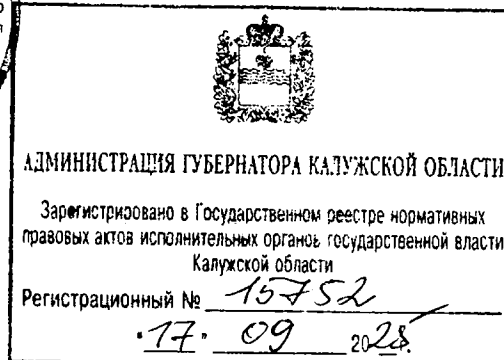 АДМИНИСТРАЦИЯ ГУБЕРНАТОРА КАЛУЖСКОЙ ОБЛАСТИ
Зарегистрировано в Государственном реестре нормативных
правовых актов исполнительных органов государственной власти
Калужской области
Регистрационный № 15752
"17" 09 2025.